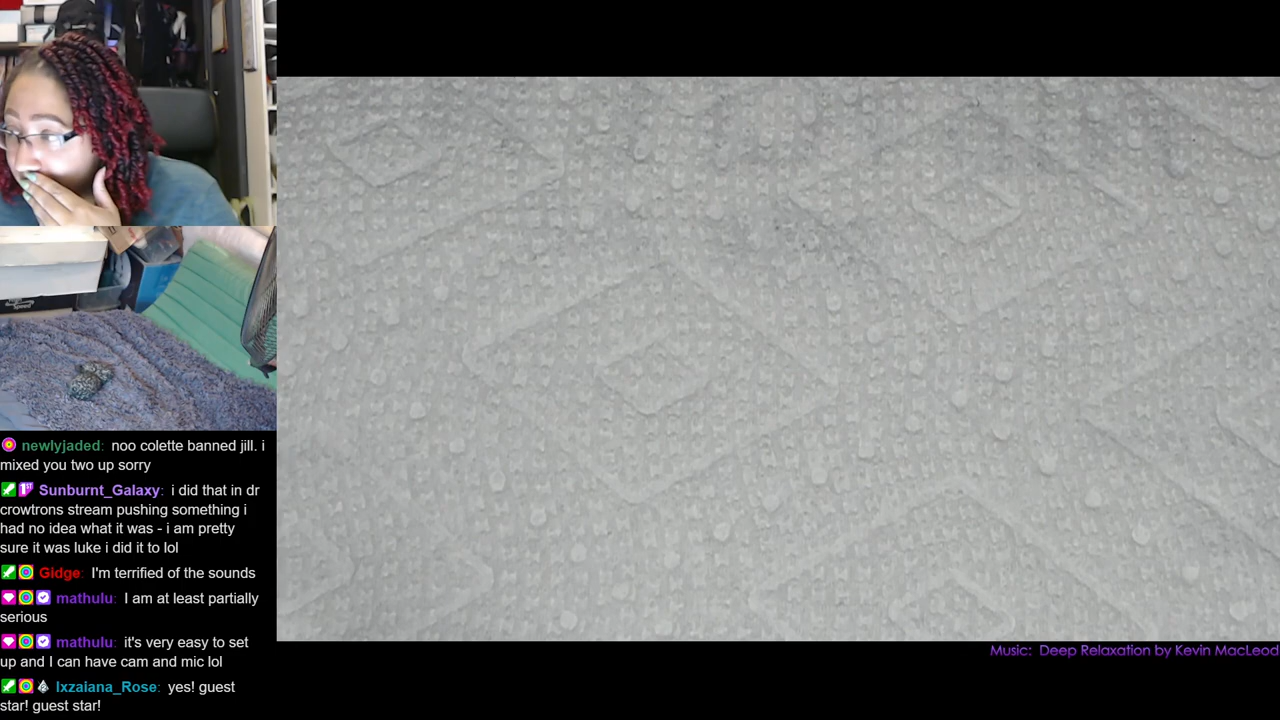 newlyjaded: noo colette banned jill. i
mixed you two up sorry
Sunburnt_Galaxy: i did that in dr
crowtrons stream pushing something i
had no idea what it was - i am pretty
sure it was luke i did it to lol
Gidge: I'm terrified of the sounds
mathulu: I am at least partially
serious
mathulu: it's very easy to set
up and I can have cam and mic lol
Ixzaiana_Rose: yes! guest
star! guest star!
Music: Deep Relaxation by Kevin MacLeod